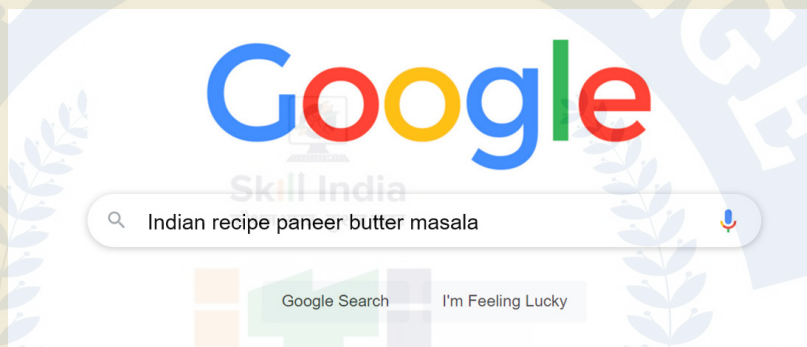 Google
Skill India
Indian recipe paneer butter masala
Google Search I'm Feeling Lucky